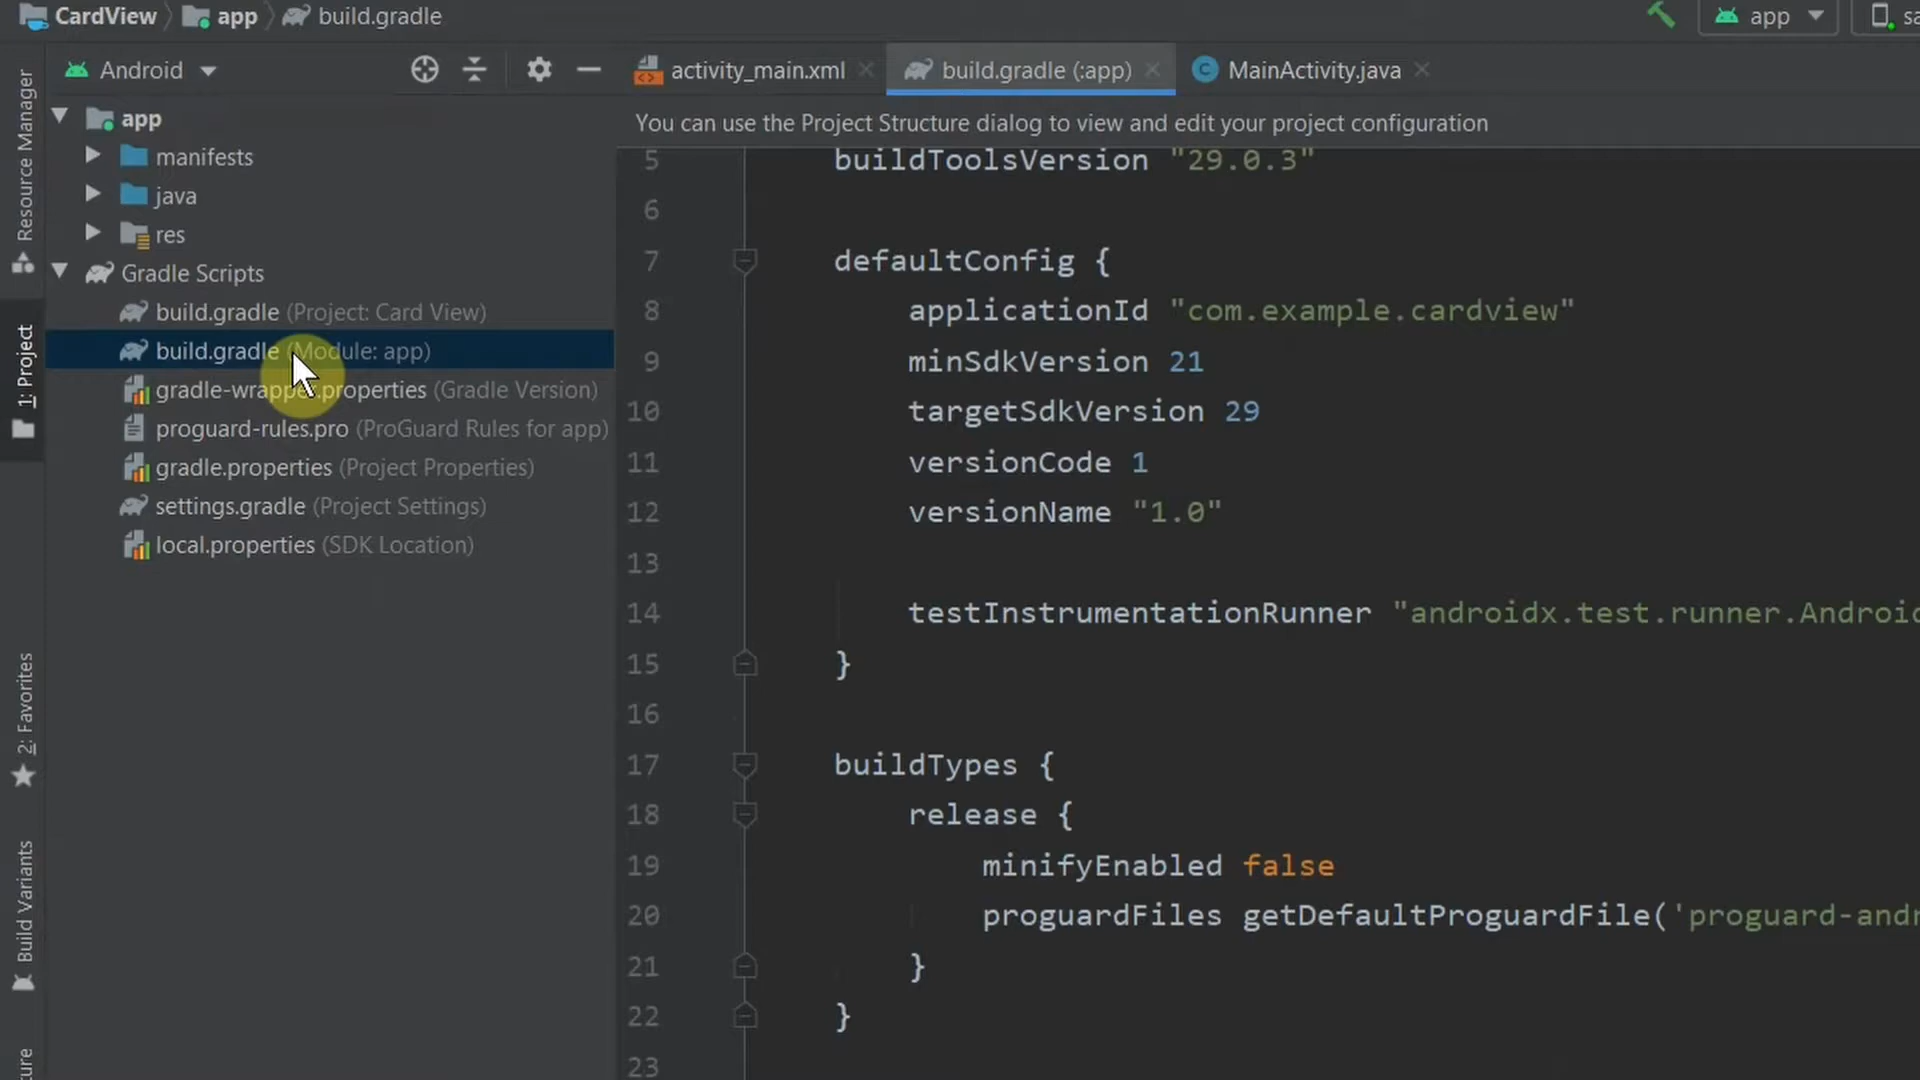 CardView app build.gradle
app
Android
activity_main.xml
build.gradle (:app)
MainActivity.java
You can use the Project Structure dialog to view and edit your project configuration
Resource Manager
1: Project
2: Favorites
Build Variants
app
manifests
java
res
Gradle Scripts
build.gradle (Project: Card View)
build.gradle (Module: app)
gradle-wrapper.properties (Gradle Version)
proguard-rules.pro (ProGuard Rules for app)
gradle.properties (Project Properties)
settings.gradle (Project Settings)
local.properties (SDK Location)
5 buildToolsVersion "29.0.3"
6
7 defaultConfig {
8 applicationId "com.example.cardview"
9 minSdkVersion 21
10 targetSdkVersion 29
11 versionCode 1
12 versionName "1.0"
13
14 testInstrumentationRunner "androidx.test.runner.Android
15 }
16
17 buildTypes {
18 release {
19 minifyEnabled false
20 proguardFiles getDefaultProguardFile('proguard-andr
21 }
22 }
23